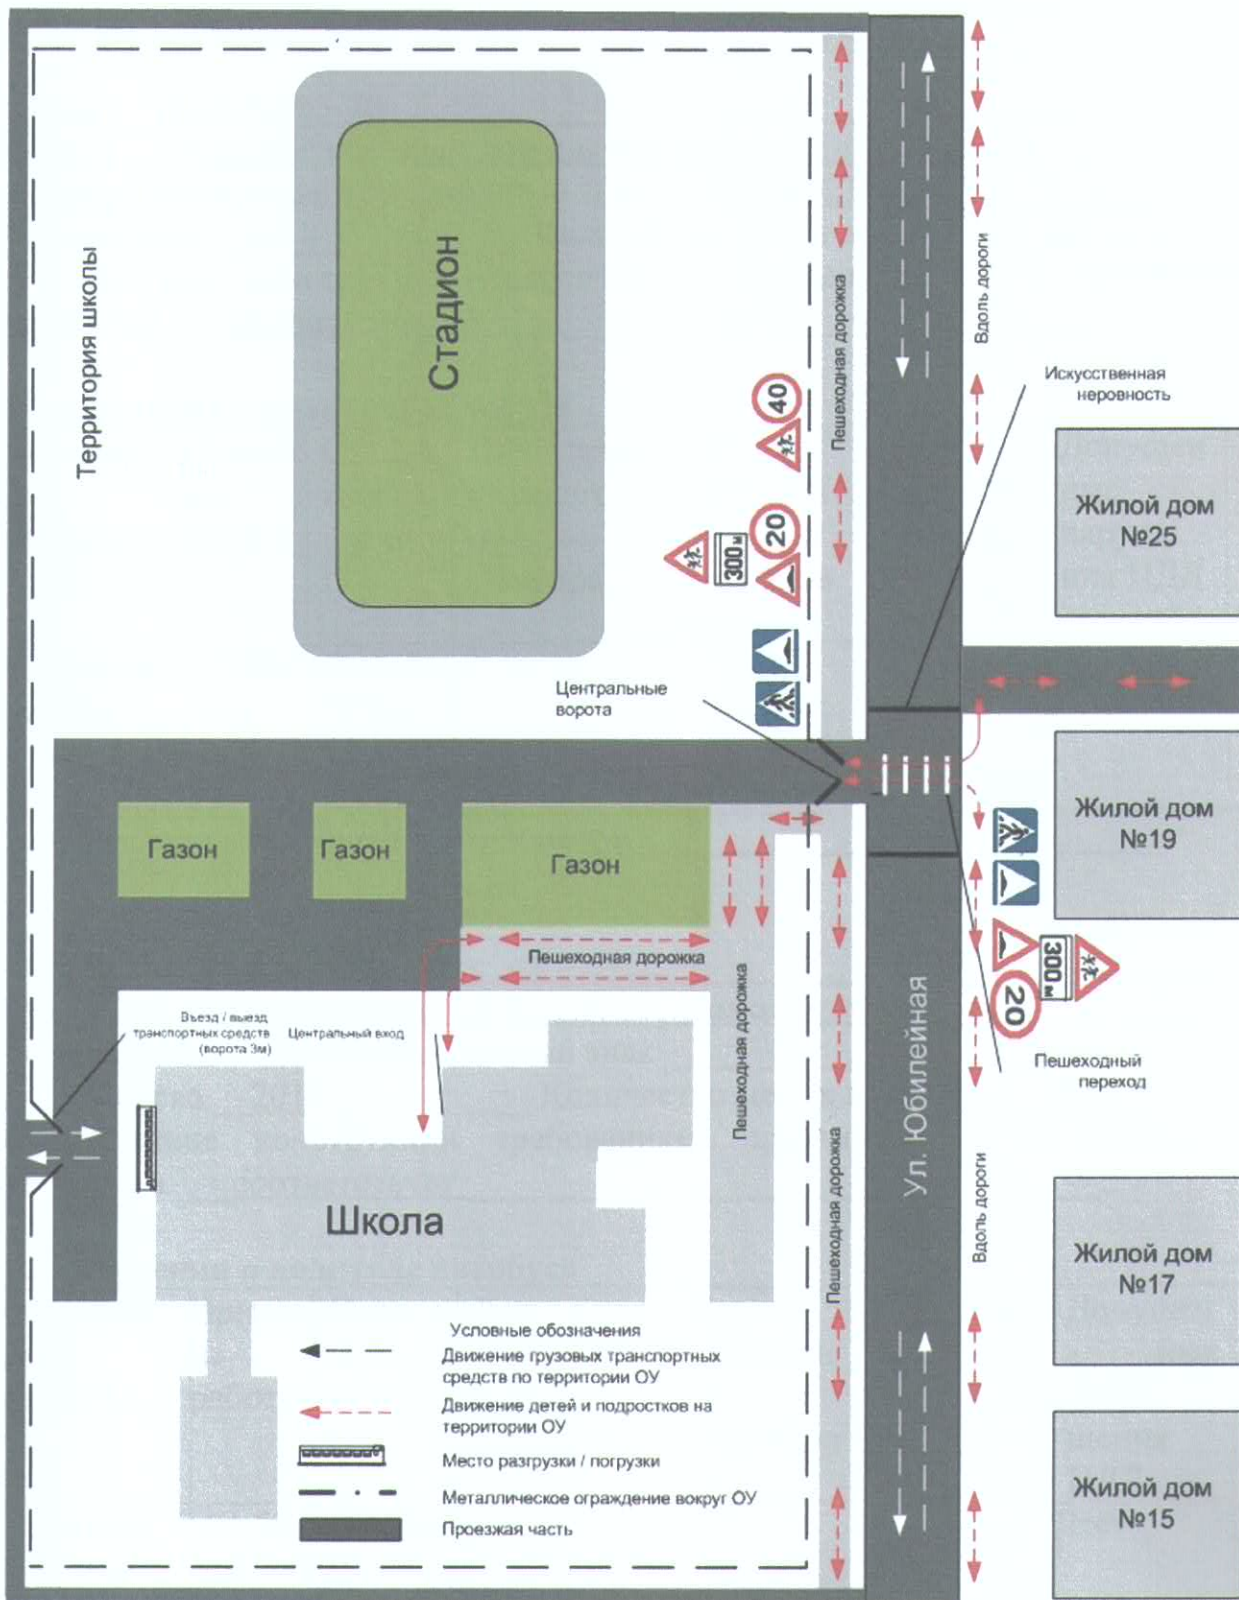 Территория школы
Стадион
40
20
300 м
Пешеходная дорожка
Вдоль дороги
Искусственная
неровность
Жилой дом
№25
Центральные
ворота
Жилой дом
№19
Газон
Газон
Газон
Пешеходная дорожка
Пешеходная дорожка
300 м
20
Въезд / выезд
транспортных средств
(ворота 3м)
Центральный вход
Ул. Юбилейная
Пешеходный
переход
Пешеходная дорожка
Вдоль дороги
Школа
Жилой дом
№17
Условные обозначения
Движение грузовых транспортных
средств по территории ОУ
Движение детей и подростков на
территории ОУ
Место разгрузки / погрузки
Металлическое ограждение вокруг ОУ
Проезжая часть
Жилой дом
№15